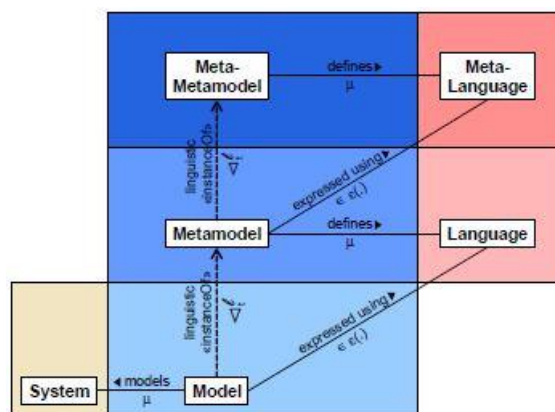 Meta-
Metamodel
defines ▶
μ
Meta-
Language
linguistic
«instanceOf»
expressed using ▶
∈ ε(.)
Metamodel
defines ▶
μ
Language
linguistic
«instanceOf»
expressed using ▶
∈ ε(.)
System
◀ models
μ
Model